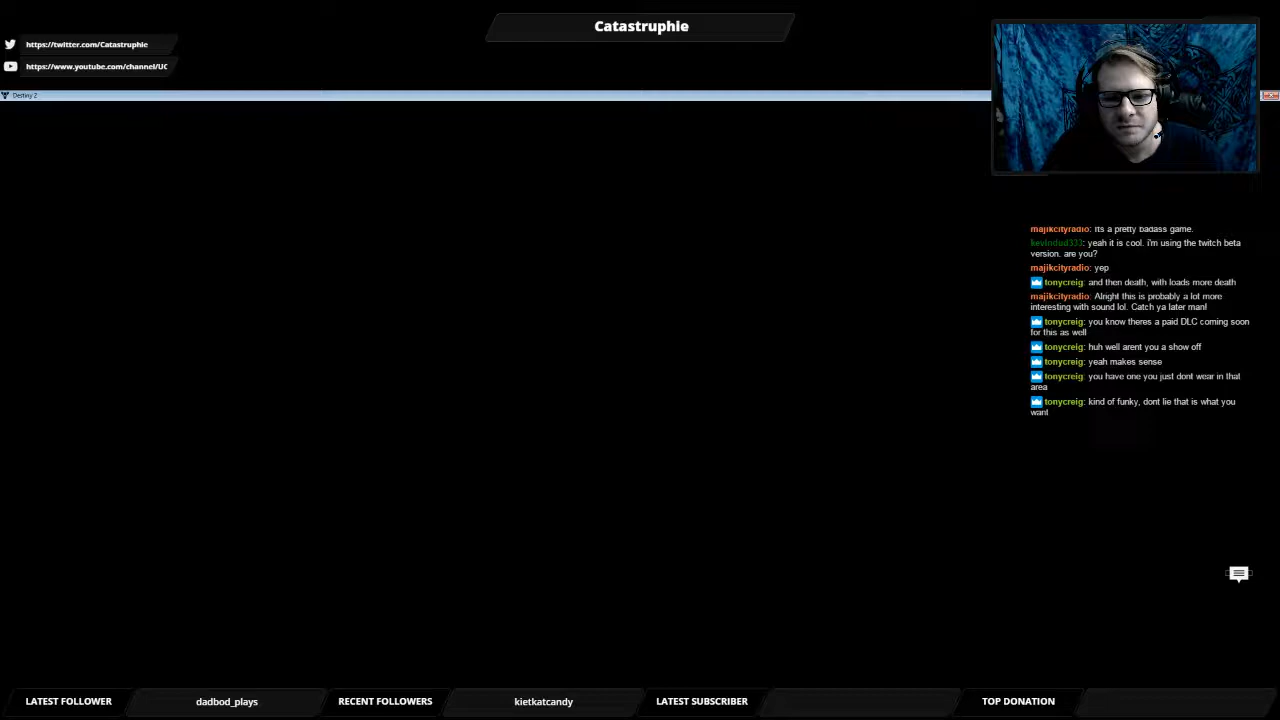 Catastruphie
https://twitter.com/Catastruphie
https://www.youtube.com/channel/UC
Destiny 2
majikcityradio: Its a pretty badass game.
kevindud333: yeah it is cool. i'm using the twitch beta
version. are you?
majikcityradio: yep
tonycreig: and then death, with loads more death
majikcityradio: Alright this is probably a lot more
interesting with sound lol. Catch ya later man!
tonycreig: you know theres a paid DLC coming soon
for this as well
tonycreig: huh well arent you a show off
tonycreig: yeah makes sense
tonycreig: you have one you just dont wear in that
area
tonycreig: kind of funky, dont lie that is what you
want
LATEST FOLLOWER dadbod_plays RECENT FOLLOWERS kietkatcandy LATEST SUBSCRIBER TOP DONATION